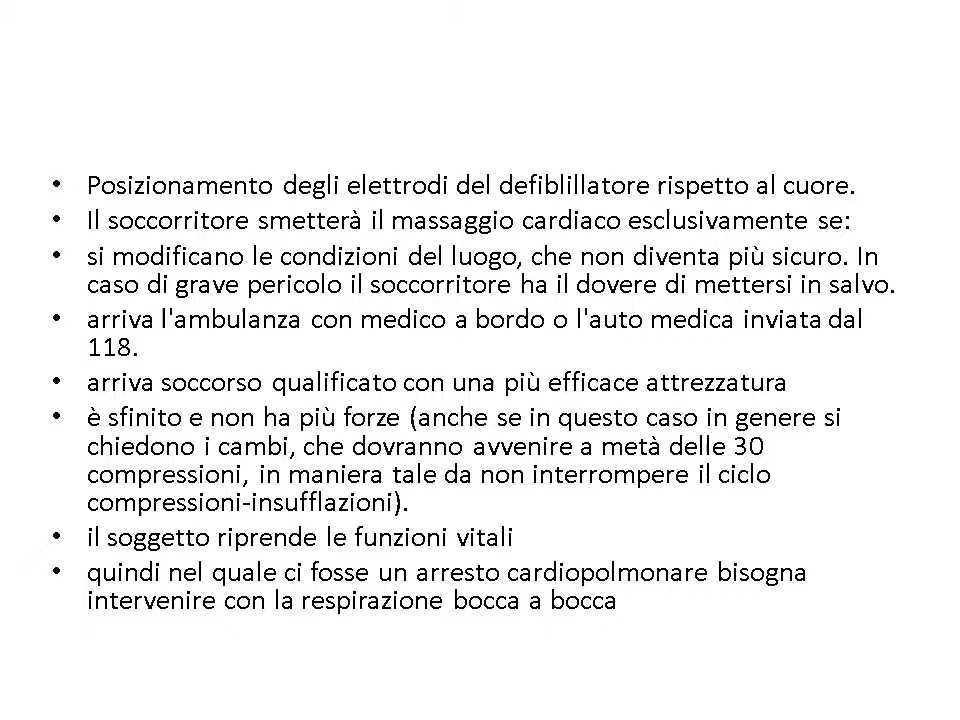 • Posizionamento degli elettrodi del defiblillatore rispetto al cuore.
• Il soccorritore smetterà il massaggio cardiaco esclusivamente se:
• si modificano le condizioni del luogo, che non diventa più sicuro. In
caso di grave pericolo il soccorritore ha il dovere di mettersi in salvo.
• arriva l'ambulanza con medico a bordo o l'auto medica inviata dal
118.
• arriva soccorso qualificato con una più efficace attrezzatura
• è sfinito e non ha più forze (anche se in questo caso in genere si
chiedono i cambi, che dovranno avvenire a metà delle 30
compressioni, in maniera tale da non interrompere il ciclo
compressioni-insufflazioni).
• il soggetto riprende le funzioni vitali
• quindi nel quale ci fosse un arresto cardiopolmonare bisogna
intervenire con la respirazione bocca a bocca